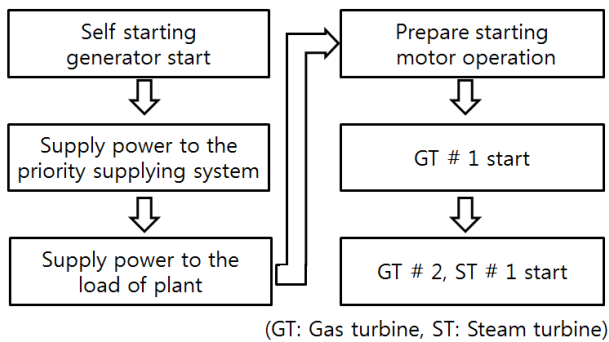 Self starting
generator start
Supply power to the
priority supplying system
Supply power to the
load of plant
Prepare starting
motor operation
GT # 1 start
GT # 2, ST # 1 start
(GT: Gas turbine, ST: Steam turbine)